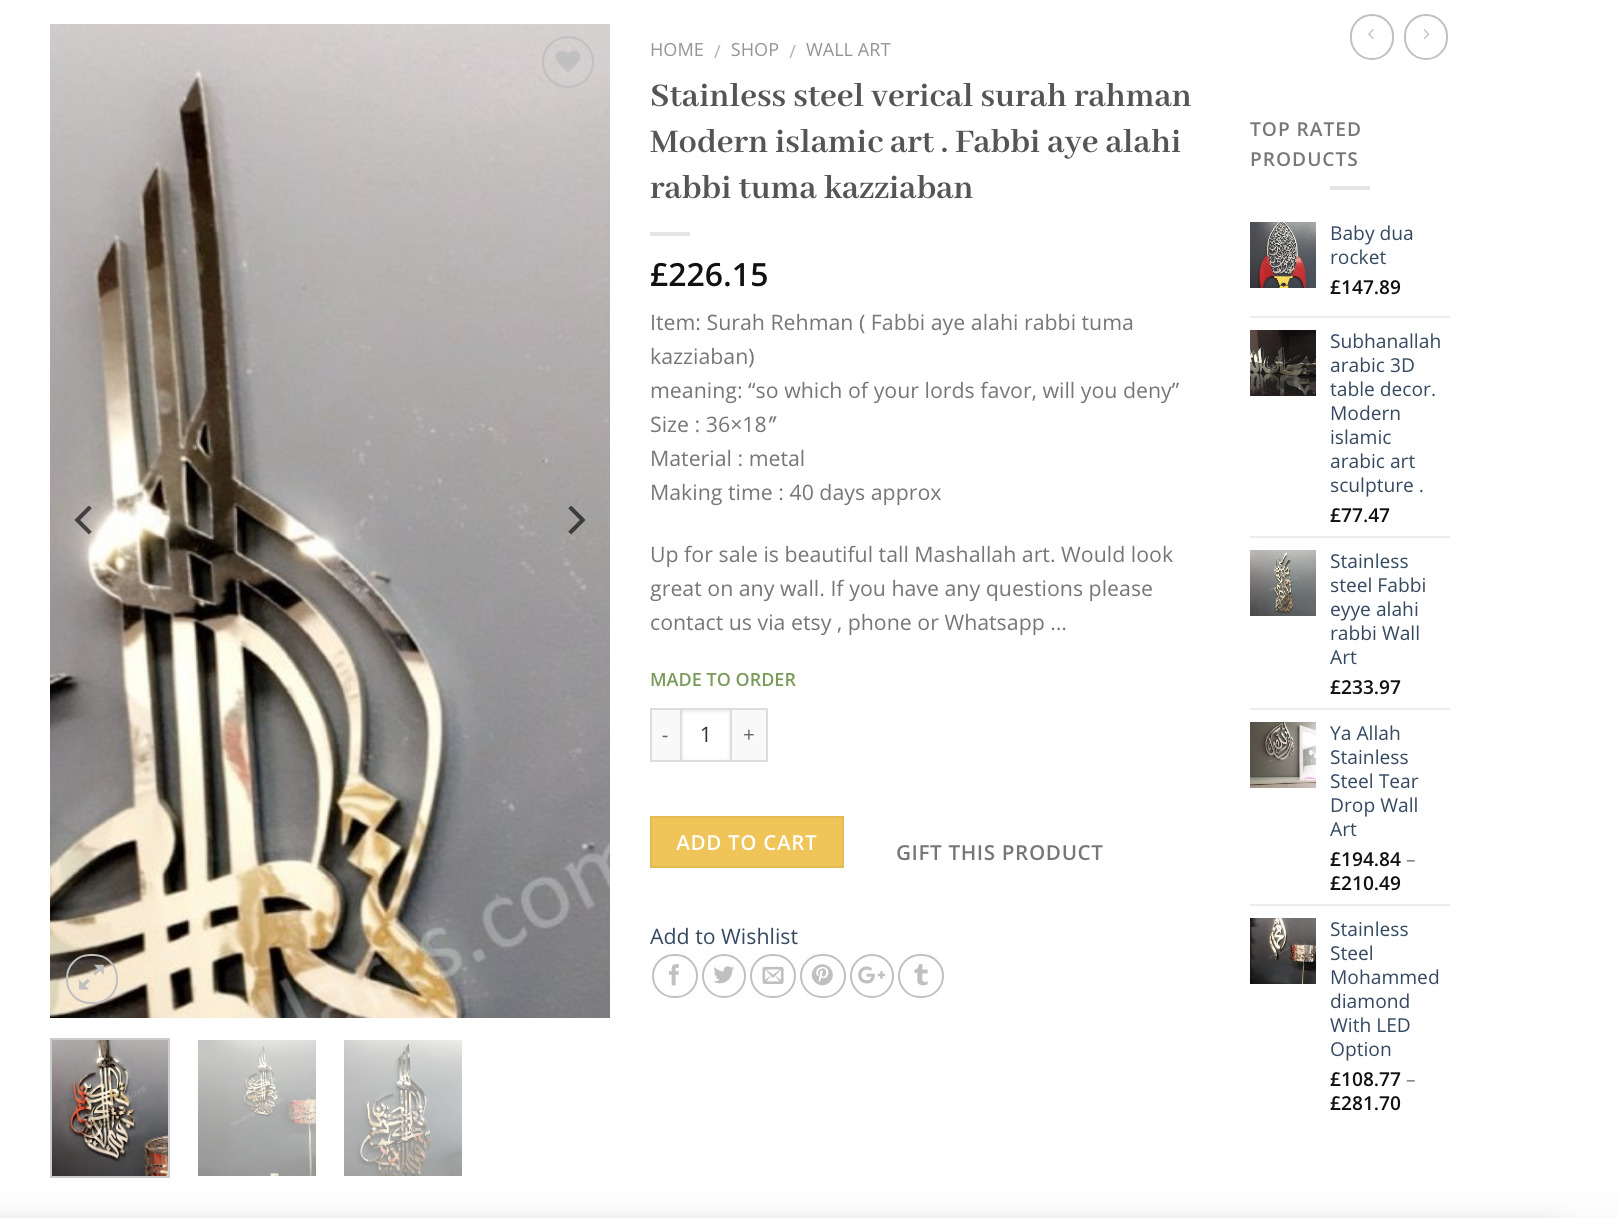 HOME / SHOP / WALL ART
Stainless steel verical surah rahman
Modern islamic art . Fabbi aye alahi
rabbi tuma kazziaban
£226.15
Item: Surah Rehman ( Fabbi aye alahi rabbi tuma
kazziaban)
meaning: “so which of your lords favor, will you deny”
Size : 36×18″
Material : metal
Making time : 40 days approx
Up for sale is beautiful tall Mashallah art. Would look
great on any wall. If you have any questions please
contact us via etsy , phone or Whatsapp …
MADE TO ORDER
- 1 +
ADD TO CART
GIFT THIS PRODUCT
Add to Wishlist
s.com
TOP RATED
PRODUCTS
Baby dua
rocket
£147.89
Subhanallah
arabic 3D
table decor.
Modern
islamic
arabic art
sculpture .
£77.47
Stainless
steel Fabbi
eyye alahi
rabbi Wall
Art
£233.97
Ya Allah
Stainless
Steel Tear
Drop Wall
Art
£194.84 –
£210.49
Stainless
Steel
Mohammed
diamond
With LED
Option
£108.77 –
£281.70